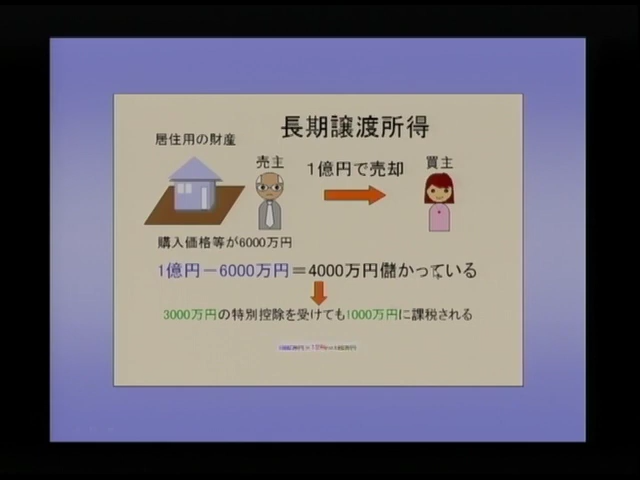 長期譲渡所得
居住用の財産
売主
1億円で売却
買主
購入価格等が6000万円
1億円－6000万円＝4000万円儲かっている
3000万円の特別控除を受けても1000万円に課税される